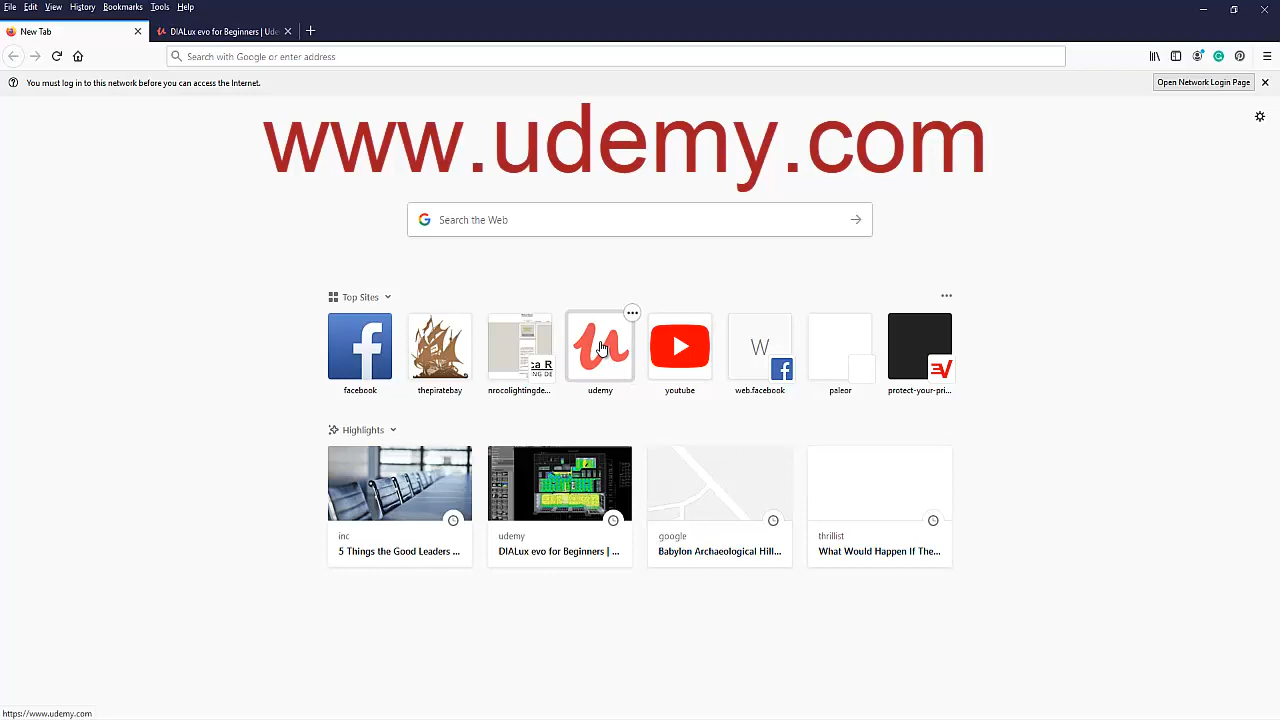 File Edit View History Bookmarks Tools Help
New Tab
DIALux evo for Beginners | Ude
Search with Google or enter address
You must log in to this network before you can access the Internet.
Open Network Login Page
www.udemy.com
Search the Web
Top Sites
ca R
NG DE
W
facebook
thepiratebay
nrocolightingde...
udemy
youtube
web.facebook
paleor
protect-your-pri...
Highlights
inc
5 Things the Good Leaders ...
udemy
DIALux evo for Beginners | ...
google
Babylon Archaeological Hill...
thrillist
What Would Happen If The...
https://www.udemy.com